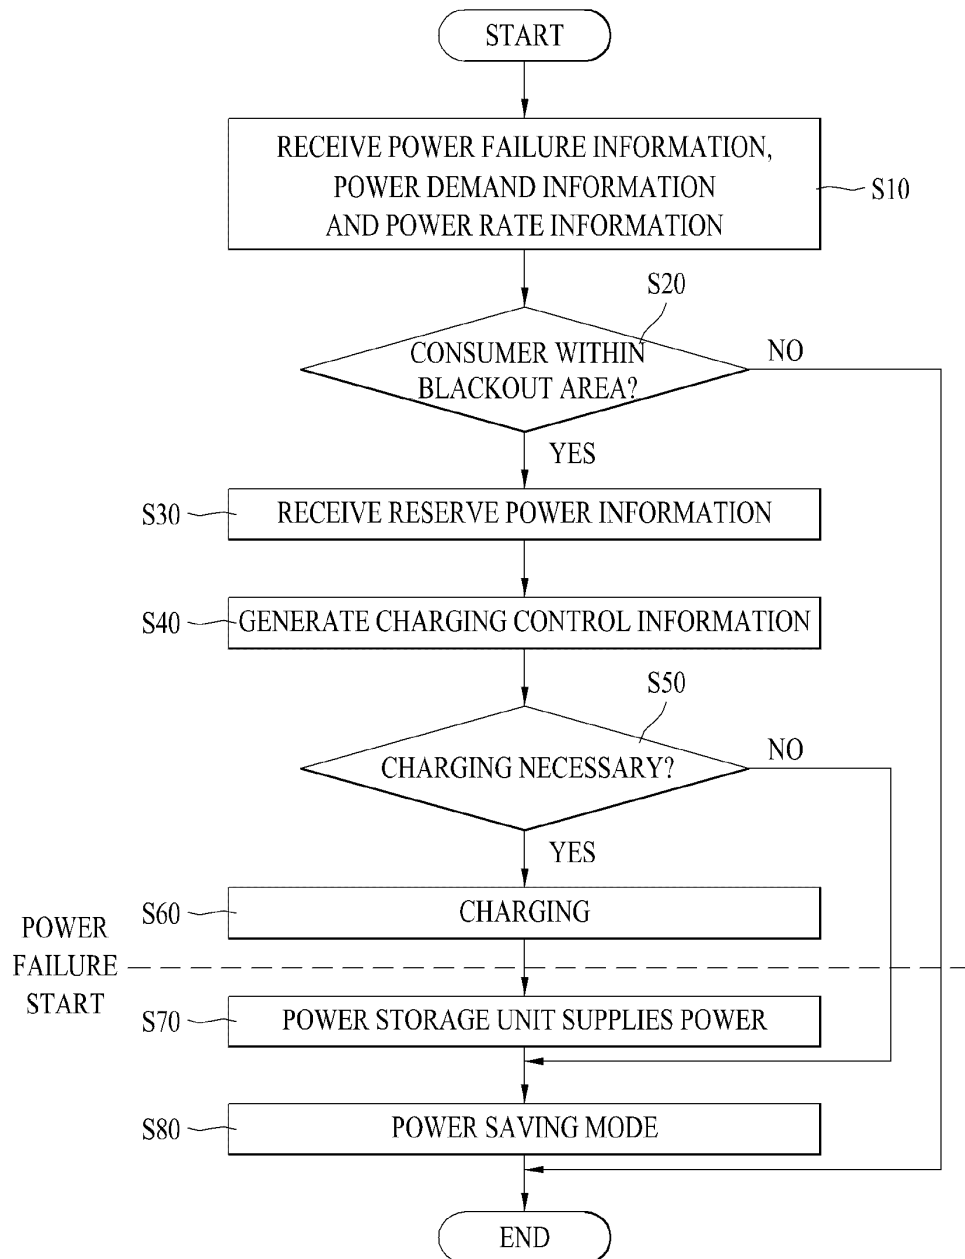 START
RECEIVE POWER FAILURE INFORMATION,
POWER DEMAND INFORMATION
AND POWER RATE INFORMATION
S10
S20
CONSUMER WITHIN
BLACKOUT AREA?
NO
YES
S30
RECEIVE RESERVE POWER INFORMATION
S40
GENERATE CHARGING CONTROL INFORMATION
S50
CHARGING NECESSARY?
NO
YES
S60
CHARGING
POWER
FAILURE
START
S70
POWER STORAGE UNIT SUPPLIES POWER
S80
POWER SAVING MODE
END